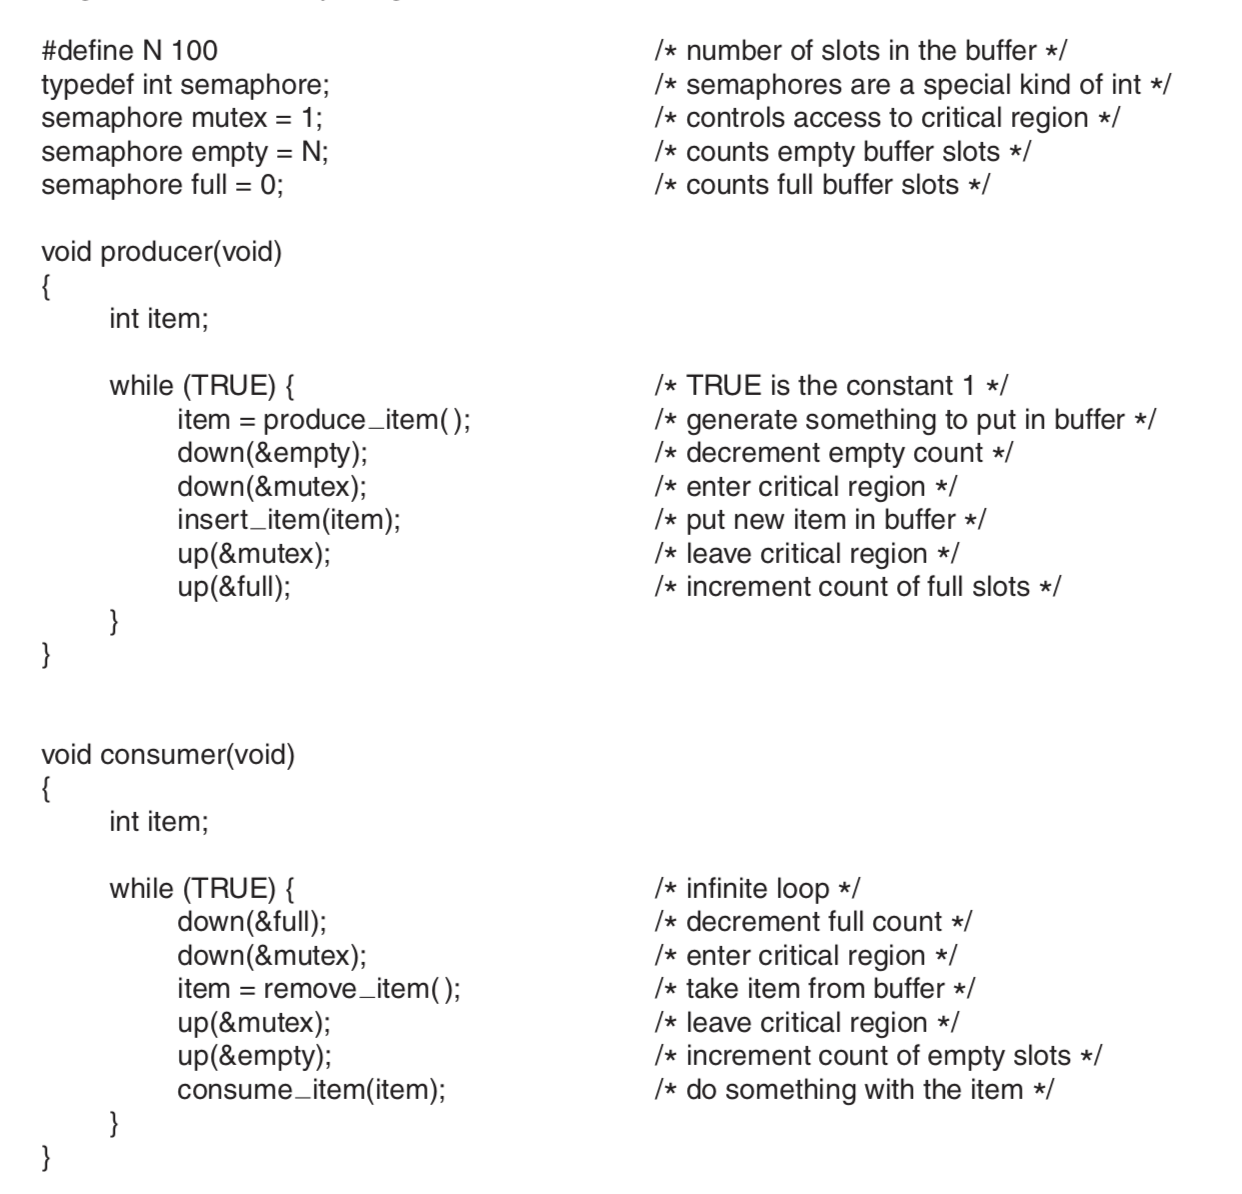 #define N 100 /* number of slots in the buffer */
typedef int semaphore; /* semaphores are a special kind of int */
semaphore mutex = 1; /* controls access to critical region */
semaphore empty = N; /* counts empty buffer slots */
semaphore full = 0; /* counts full buffer slots */
void producer(void)
{
int item;
while (TRUE) { /* TRUE is the constant 1 */
item = produce_item( ); /* generate something to put in buffer */
down(&empty); /* decrement empty count */
down(&mutex); /* enter critical region */
insert_item(item); /* put new item in buffer */
up(&mutex); /* leave critical region */
up(&full); /* increment count of full slots */
}
}
void consumer(void)
{
int item;
while (TRUE) { /* infinite loop */
down(&full); /* decrement full count */
down(&mutex); /* enter critical region */
item = remove_item( ); /* take item from buffer */
up(&mutex); /* leave critical region */
up(&empty); /* increment count of empty slots */
consume_item(item); /* do something with the item */
}
}